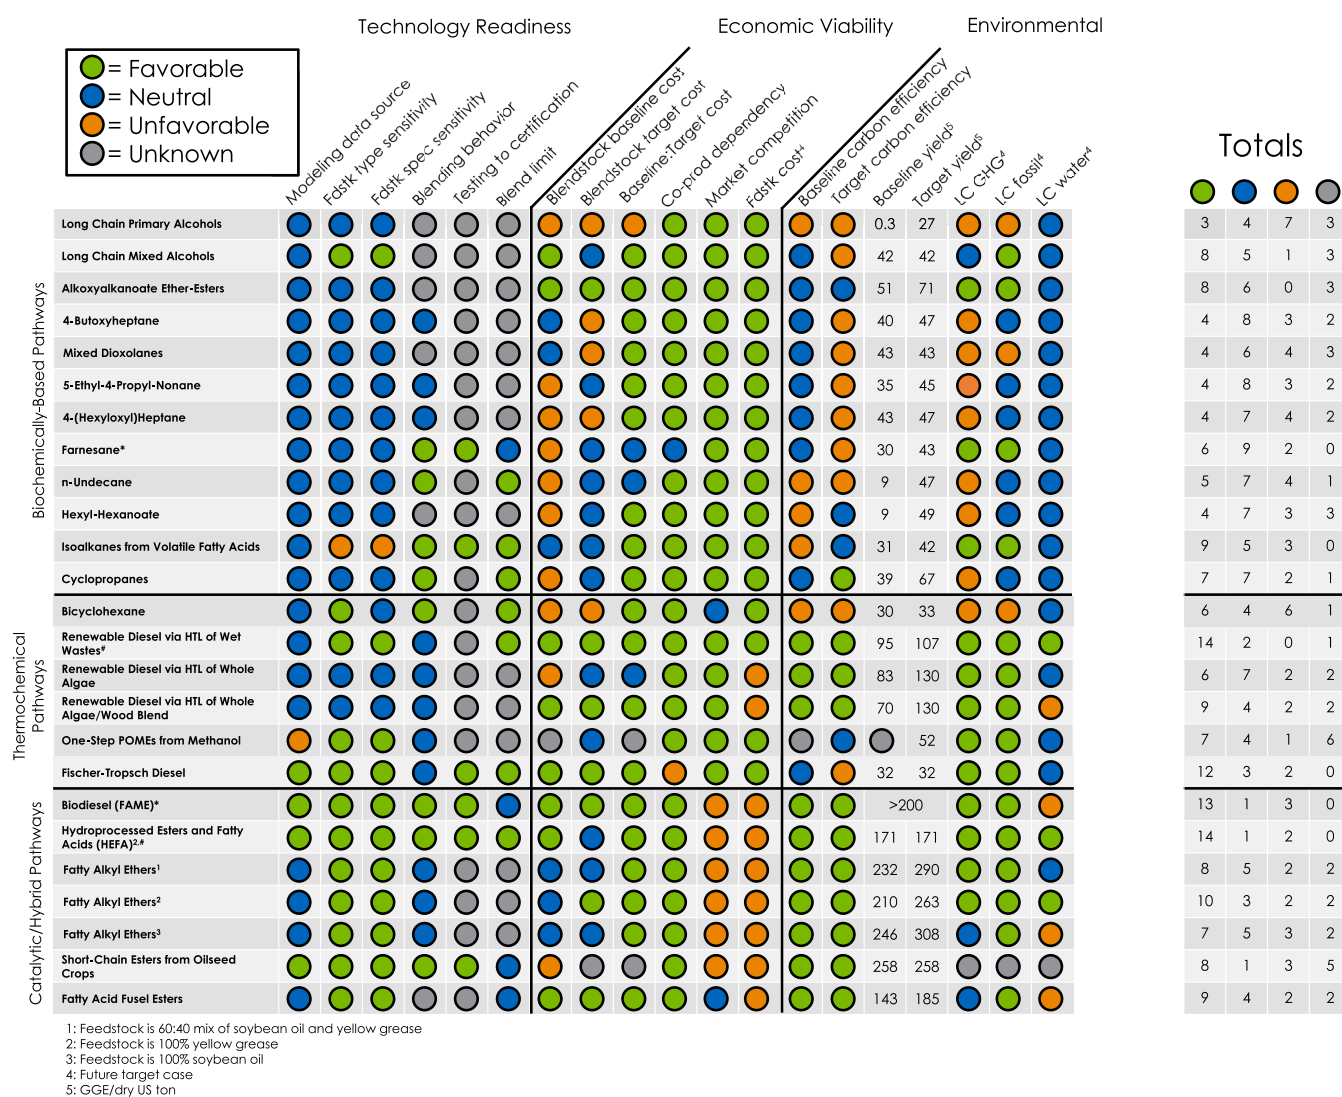 Technology Readiness
Economic Viability
Environmental
= Favorable
= Neutral
= Unfavorable
= Unknown
Modeling data source
Fdstk type sensitivity
Fdstk spec sensitivity
Blending behavior
Testing to certification
Blend limit
Blendstock baseline cost
Blendstock target cost
Baseline:Target cost
Co-prod dependency
Market competition
Fdstk cost⁴
Baseline carbon efficiency
Target carbon efficiency
Baseline yield⁵
Target yield⁵
LC GHG⁴
LC fossil⁴
LC water⁴
Totals
Biochemically-Based Pathways
Long Chain Primary Alcohols 0.3 27 3 4 7 3
Long Chain Mixed Alcohols 42 42 8 5 1 3
Alkoxyalkanoate Ether-Esters 51 71 8 6 0 3
4-Butoxyheptane 40 47 4 8 3 2
Mixed Dioxolanes 43 43 4 6 4 3
5-Ethyl-4-Propyl-Nonane 35 45 4 8 3 2
4-(Hexyloxyl)Heptane 43 47 4 7 4 2
Farnesane* 30 43 6 9 2 0
n-Undecane 9 47 5 7 4 1
Hexyl-Hexanoate 9 49 4 7 3 3
Isoalkanes from Volatile Fatty Acids 31 42 9 5 3 0
Cyclopropanes 39 67 7 7 2 1
Thermochemical
Pathways
Bicyclohexane 30 33 6 4 6 1
Renewable Diesel via HTL of Wet
Wastes# 95 107 14 2 0 1
Renewable Diesel via HTL of Whole
Algae 83 130 6 7 2 2
Renewable Diesel via HTL of Whole
Algae/Wood Blend 70 130 9 4 2 2
One-Step POMEs from Methanol 52 7 4 1 6
Fischer-Tropsch Diesel 32 32 12 3 2 0
Catalytic/Hybrid Pathways
Biodiesel (FAME)* >200 13 1 3 0
Hydroprocessed Esters and Fatty
Acids (HEFA)²,# 171 171 14 1 2 0
Fatty Alkyl Ethers¹ 232 290 8 5 2 2
Fatty Alkyl Ethers² 210 263 10 3 2 2
Fatty Alkyl Ethers³ 246 308 7 5 3 2
Short-Chain Esters from Oilseed
Crops 258 258 8 1 3 5
Fatty Acid Fusel Esters 143 185 9 4 2 2
1: Feedstock is 60:40 mix of soybean oil and yellow grease
2: Feedstock is 100% yellow grease
3: Feedstock is 100% soybean oil
4: Future target case
5: GGE/dry US ton